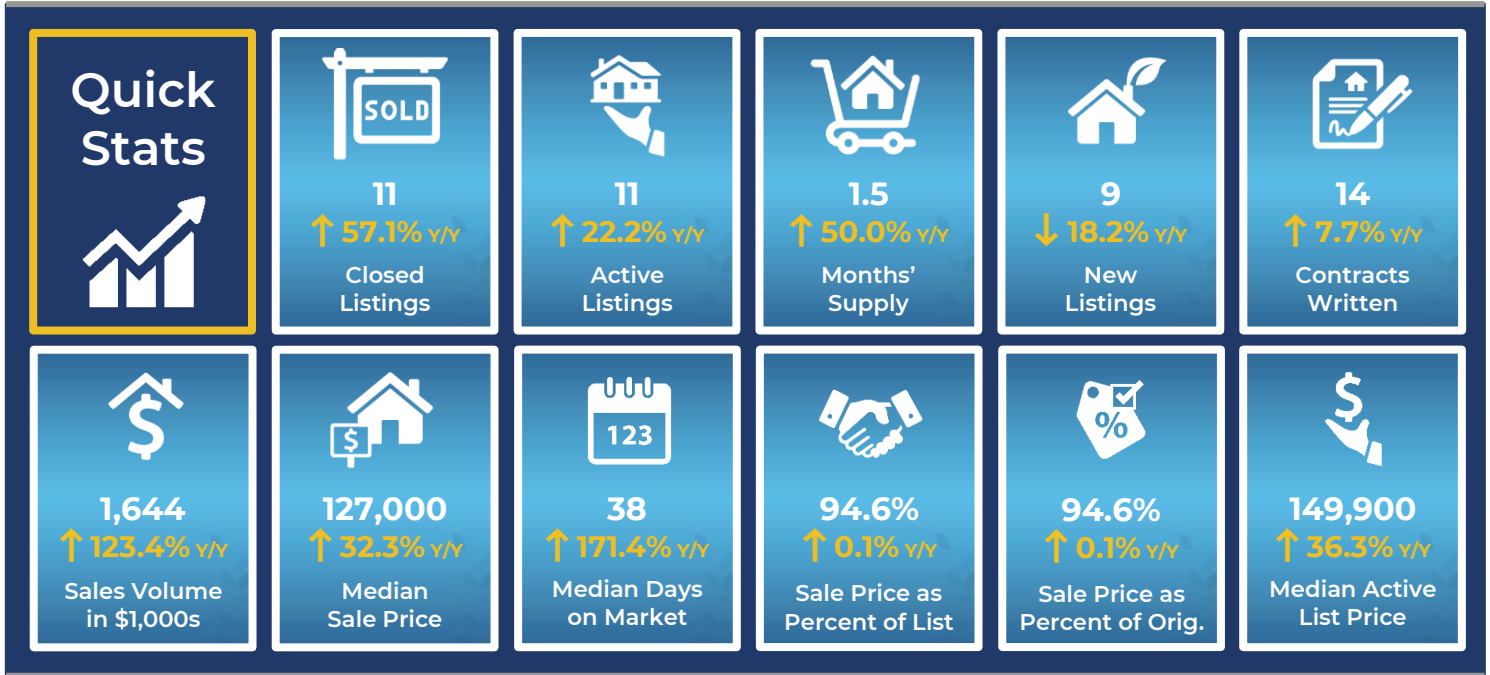 Quick
Stats
SOLD
11
↑ 57.1% Y/Y
Closed
Listings
11
↑ 22.2% Y/Y
Active
Listings
1.5
↑ 50.0% Y/Y
Months’
Supply
9
↓ 18.2% Y/Y
New
Listings
14
↑ 7.7% Y/Y
Contracts
Written
$
1,644
↑ 123.4% Y/Y
Sales Volume
in $1,000s
$
127,000
↑ 32.3% Y/Y
Median
Sale Price
123
38
↑ 171.4% Y/Y
Median Days
on Market
94.6%
↑ 0.1% Y/Y
Sale Price as
Percent of List
%
94.6%
↑ 0.1% Y/Y
Sale Price as
Percent of Orig.
$
149,900
↑ 36.3% Y/Y
Median Active
List Price